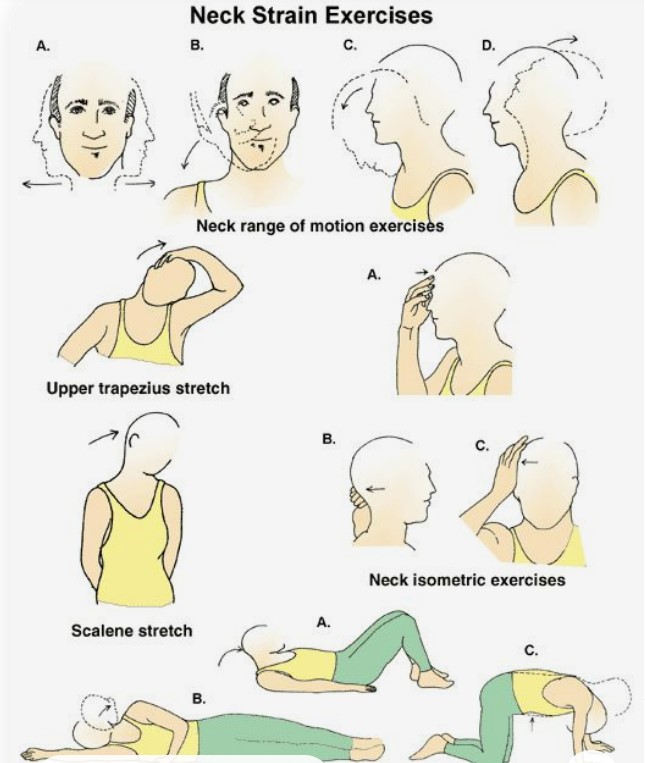 Neck Strain Exercises
A. B. C. D.
Neck range of motion exercises
A.
Upper trapezius stretch
B. C.
Neck isometric exercises
Scalene stretch
A.
C.
B.